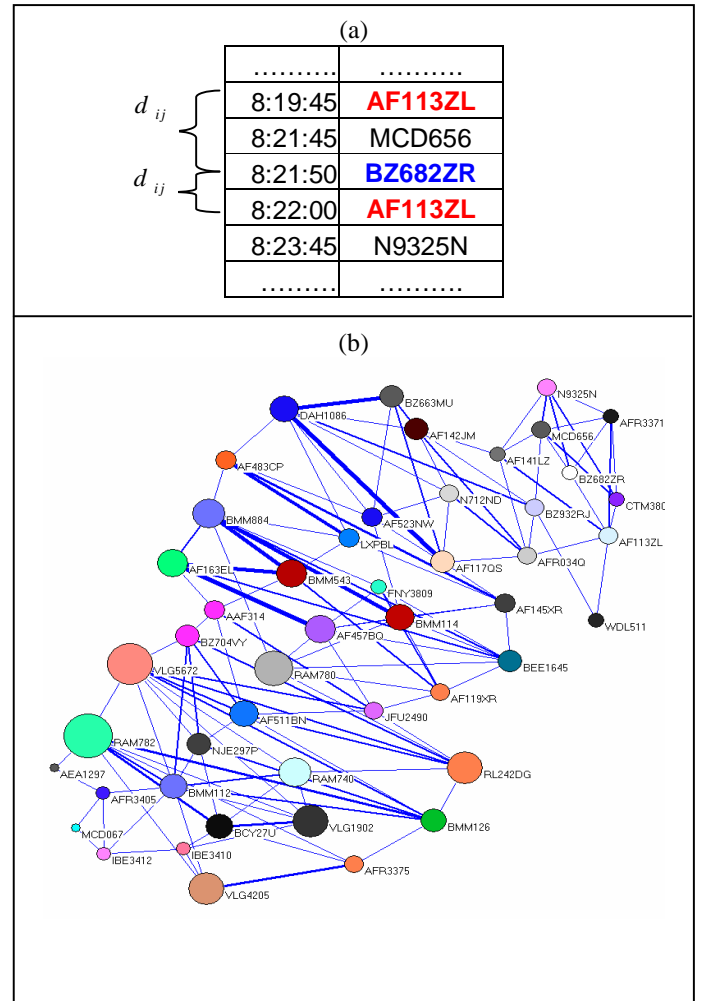 (a)
.......... ..........
d ij 8:19:45 AF113ZL
8:21:45 MCD656
d ij 8:21:50 BZ682ZR
8:22:00 AF113ZL
8:23:45 N9325N
......... ..........
(b)
N9325N
BZ663MU
DAH1086
AFR3371
AF142JM
MCD656
AF141LZ
AF483CP
BZ682ZR
N712ND
CTM380
BMM884
BZ932RJ
AF523NW
LXPBL
AF113ZL
AFR034Q
AF117QS
AF163EL
BMM543
FNY3809
AF145XR
AAF314
BMM114
WDL511
AF457BQ
BZ704VY
VLG5672
RAM780
BEE1645
AF119XR
JFU2490
AF511BN
RAM782
NJE297P
RL242DG
AEA1297
RAM740
BMM112
AFR3405
BMM126
MCD067
BCY27U
VLG1902
IBE3412
IBE3410
AFR3375
VLG4205